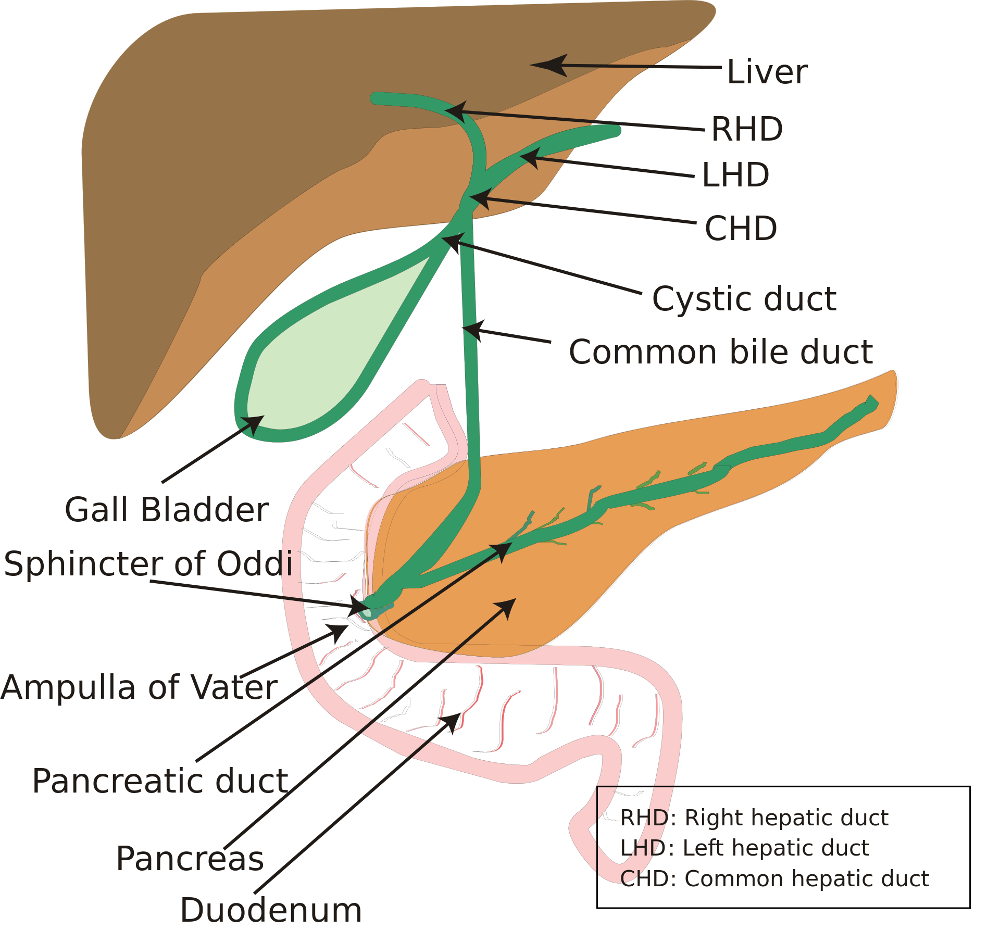 Liver
RHD
LHD
CHD
Cystic duct
Common bile duct
Gall Bladder
Sphincter of Oddi
Ampulla of Vater
Pancreatic duct
Pancreas
Duodenum
RHD: Right hepatic duct
LHD: Left hepatic duct
CHD: Common hepatic duct